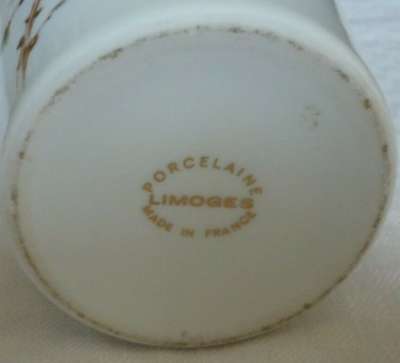 PORCELAINE
LIMOGES
MADE IN FRANCE